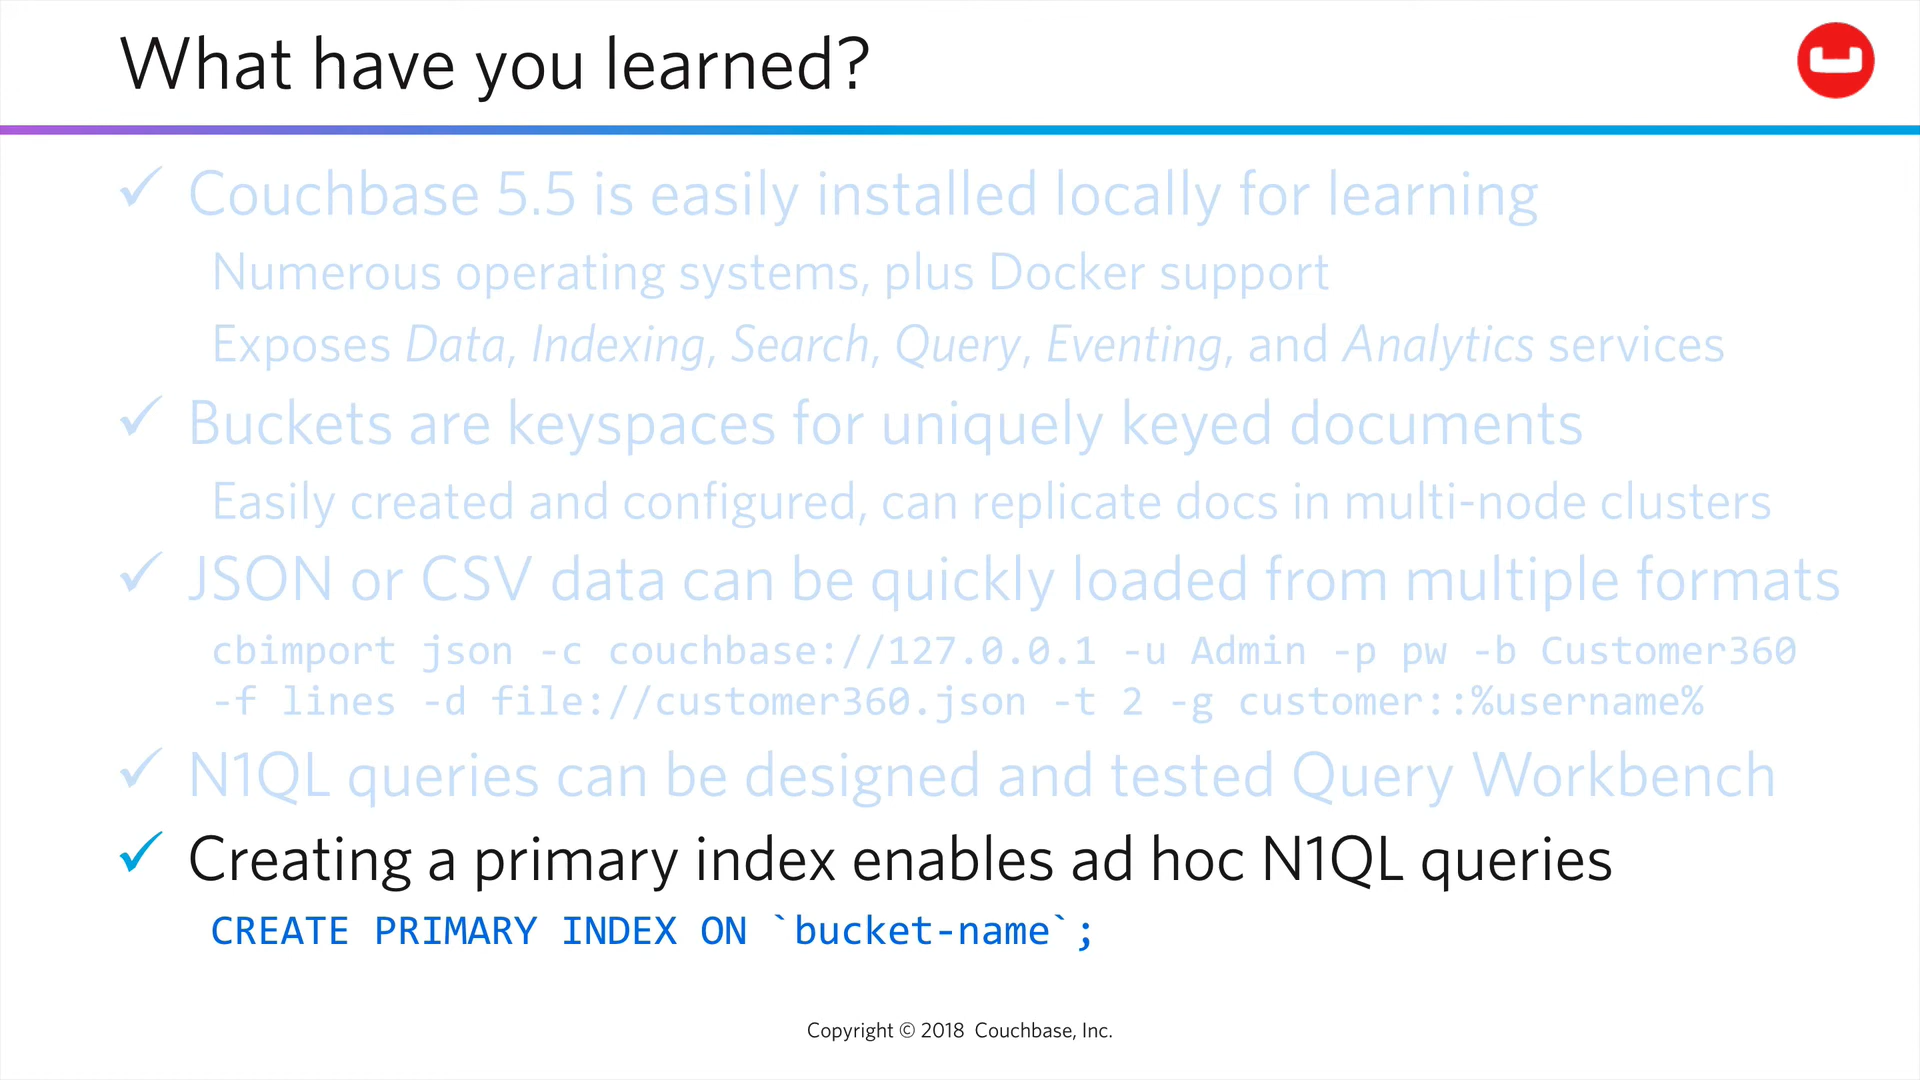 What have you learned?
Couchbase 5.5 is easily installed locally for learning
Numerous operating systems, plus Docker support
Exposes Data, Indexing, Search, Query, Eventing, and Analytics services
Buckets are keyspaces for uniquely keyed documents
Easily created and configured, can replicate docs in multi-node clusters
JSON or CSV data can be quickly loaded from multiple formats
cbimport json -c couchbase://127.0.0.1 -u Admin -p pw -b Customer360
-f lines -d file://customer360.json -t 2 -g customer::%username%
N1QL queries can be designed and tested Query Workbench
Creating a primary index enables ad hoc N1QL queries
CREATE PRIMARY INDEX ON `bucket-name`;
Copyright © 2018 Couchbase, Inc.